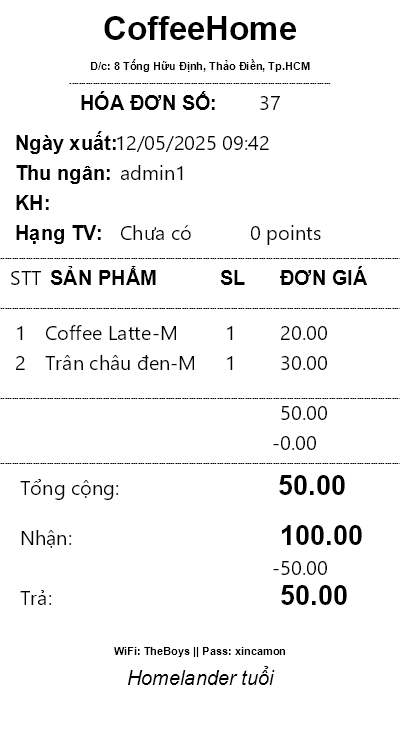 CoffeeHome
D/c: 8 Tống Hữu Định, Thảo Điền, Tp.HCM
HÓA ĐƠN SỐ: 37
Ngày xuất:12/05/2025 09:42
Thu ngân: admin1
KH:
Hạng TV: Chưa có 0 points
STT SẢN PHẨM SL ĐƠN GIÁ
1 Coffee Latte-M 1 20.00
2 Trân châu đen-M 1 30.00
50.00
-0.00
Tổng cộng: 50.00
Nhận: 100.00
-50.00
Trả: 50.00
WiFi: TheBoys || Pass: xincamon
Homelander tuổi